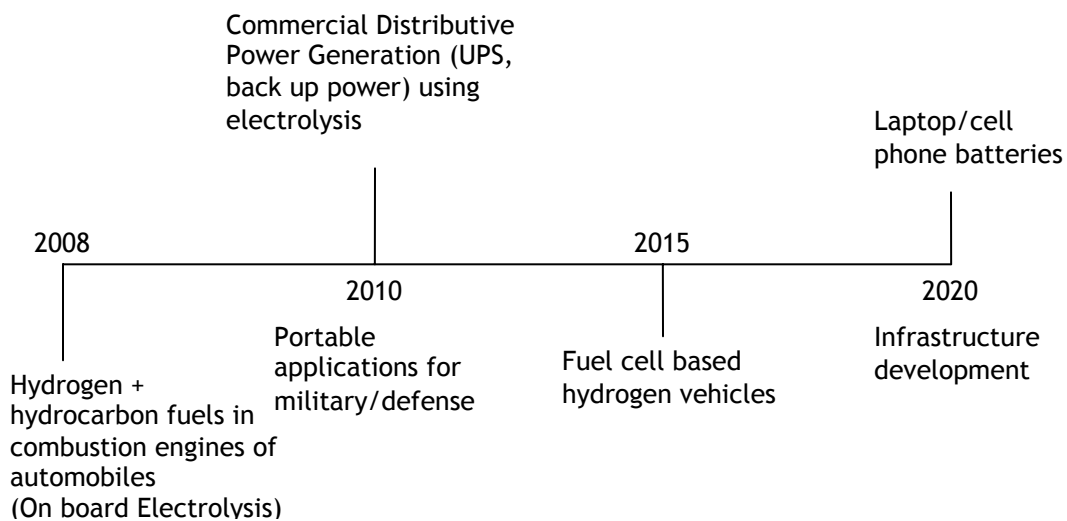 Commercial Distributive
Power Generation (UPS,
back up power) using
electrolysis
Laptop/cell
phone batteries
2008
2015
2010
2020
Portable
applications for
military/defense
Infrastructure
development
Fuel cell based
hydrogen vehicles
Hydrogen +
hydrocarbon fuels in
combustion engines of
automobiles
(On board Electrolysis)